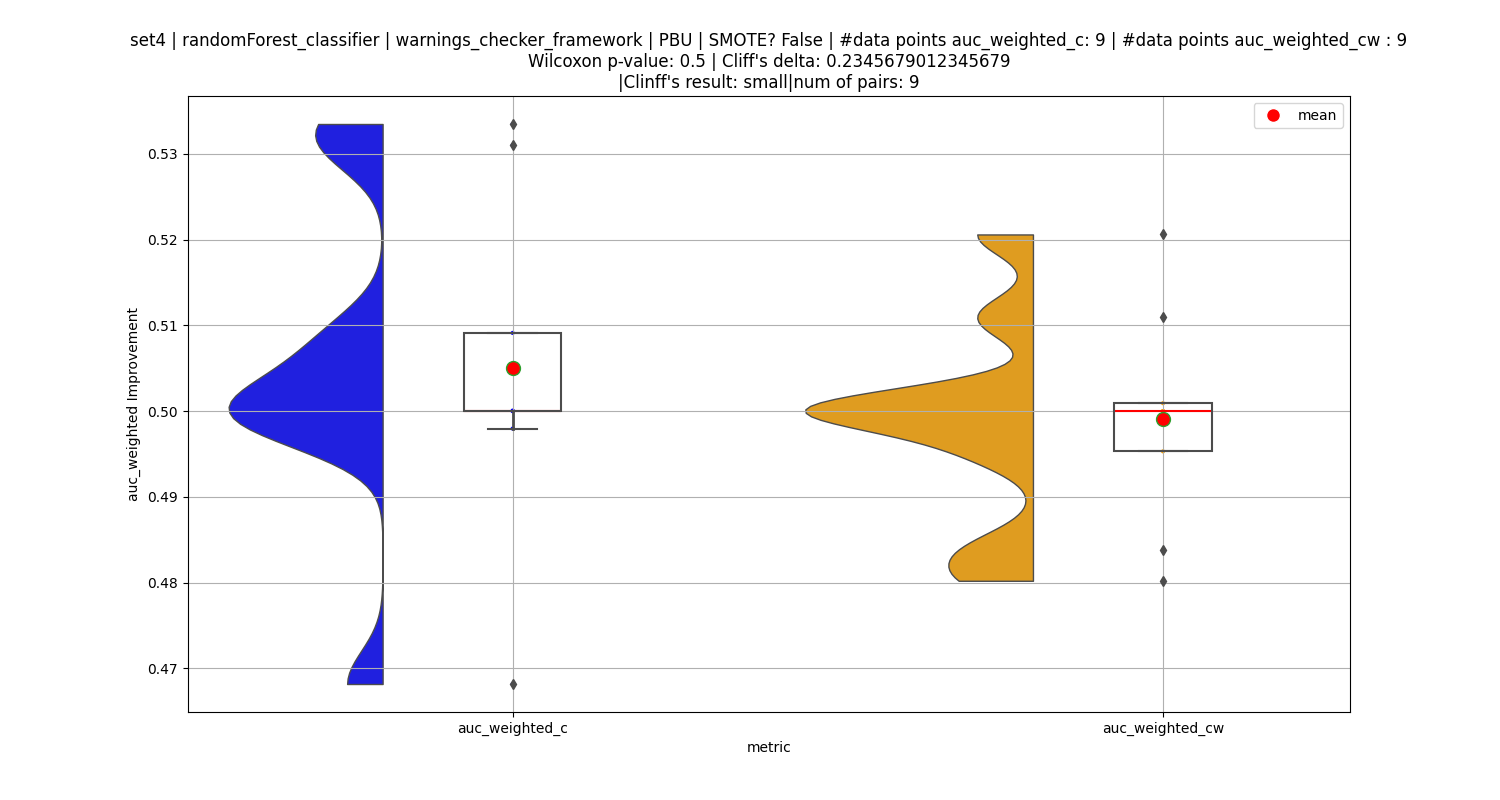 set4 | randomForest_classifier | warnings_checker_framework | PBU | SMOTE? False | #data points auc_weighted_c: 9 | #data points auc_weighted_cw : 9
Wilcoxon p-value: 0.5 | Cliff's delta: 0.2345679012345679
|Clinff's result: small|num of pairs: 9
mean
0.53
0.52
0.51
0.50
0.49
0.48
0.47
auc_weighted Improvement
auc_weighted_c
auc_weighted_cw
metric